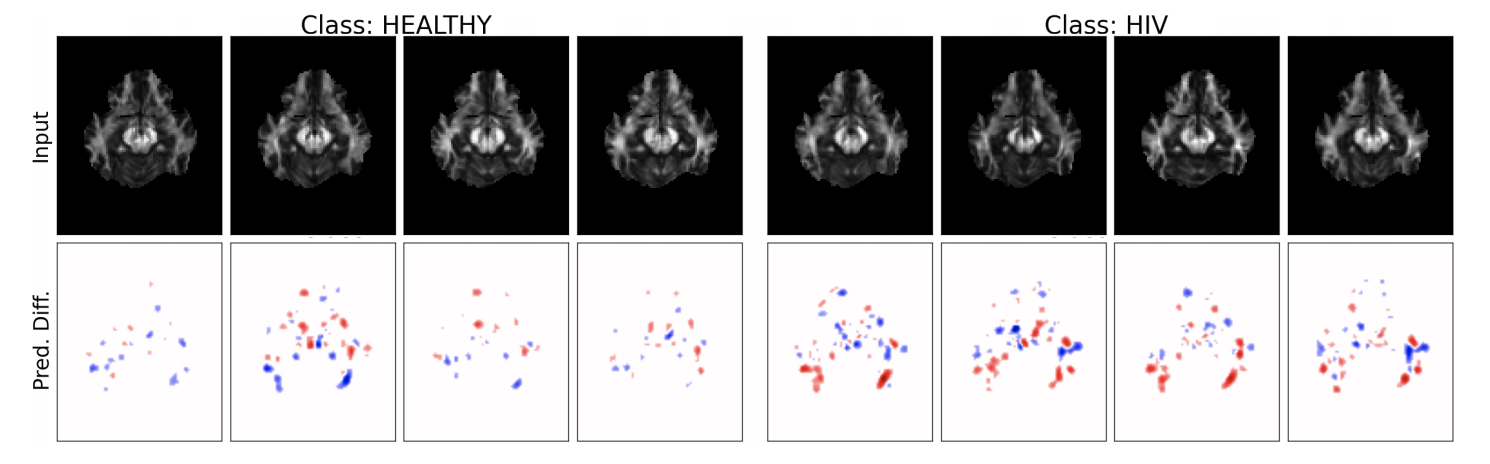 Class: HEALTHY
Class: HIV
Input
Pred. Diff.